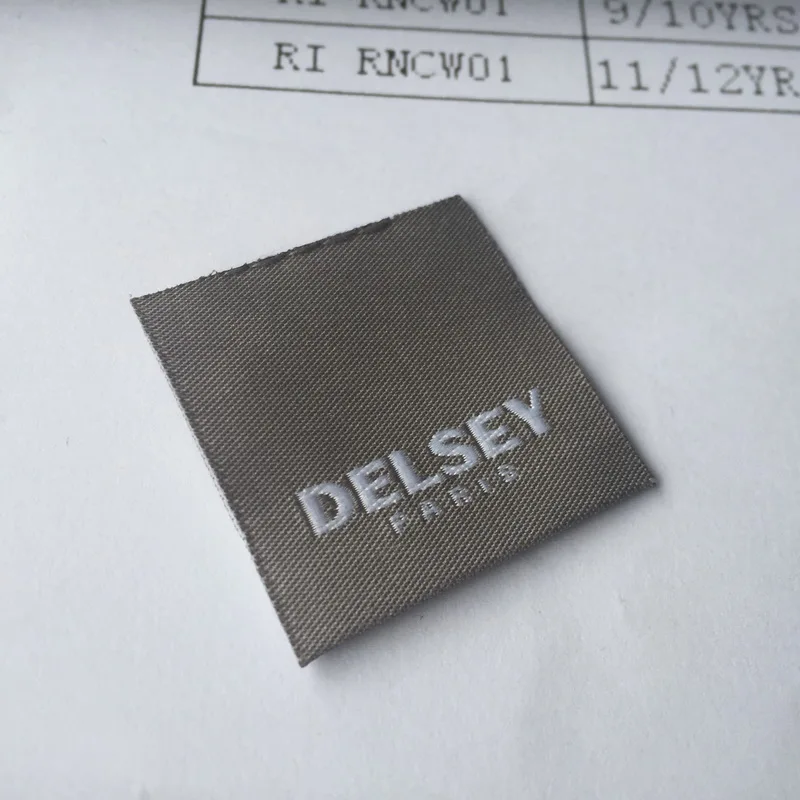 RI RNCW01 9/10YRS
RI RNCW01 11/12YR
DELSEY
PARIS